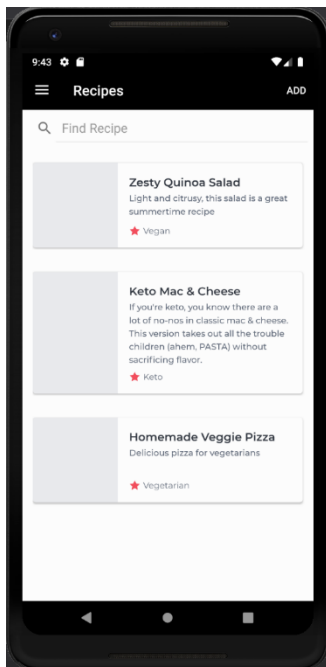 9:43
Recipes ADD
Find Recipe
Zesty Quinoa Salad
Light and citrusy, this salad is a great
summertime recipe
Vegan
Keto Mac & Cheese
If you're keto, you know there are a
lot of no-nos in classic mac & cheese.
This version takes out all the trouble
children (ahem, PASTA) without
sacrificing flavor.
Keto
Homemade Veggie Pizza
Delicious pizza for vegetarians
Vegetarian